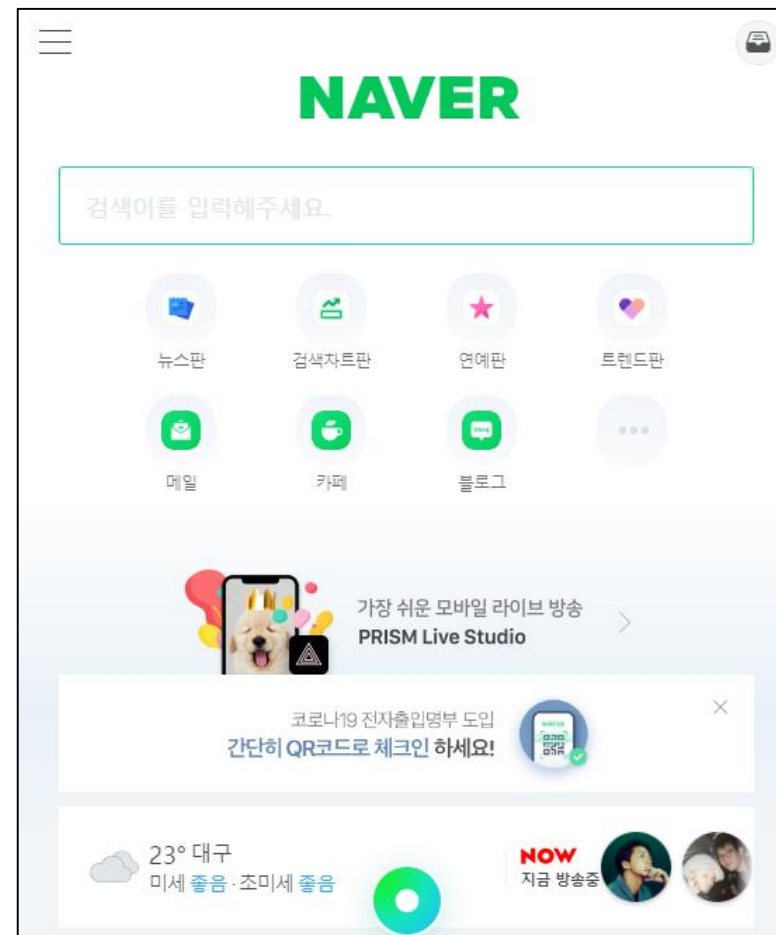 NAVER
검색어를 입력해주세요.
뉴스판 검색차트판 연예판 트렌드판
메일 카페 블로그
가장 쉬운 모바일 라이브 방송
PRISM Live Studio
코로나19 전자출입명부 도입
간단히 QR코드로 체크인 하세요!
23° 대구
미세 좋음 · 초미세 좋음
NOW
지금 방송중